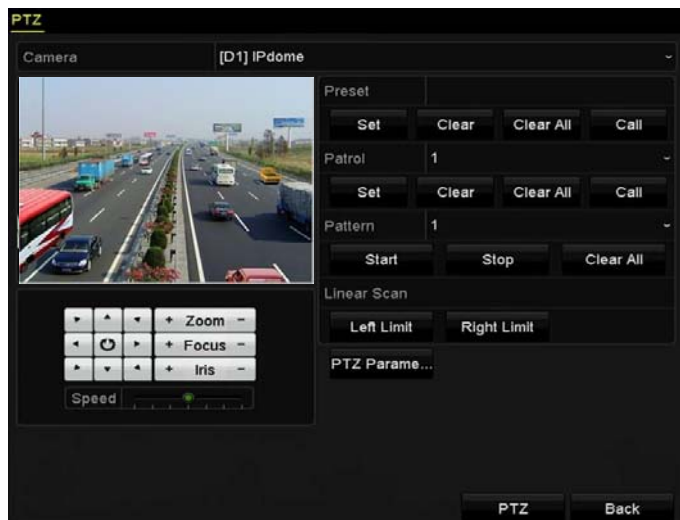 PTZ
Camera [D1] IPdome
Preset
Set Clear Clear All Call
Patrol 1
Set Clear Clear All Call
Pattern 1
Start Stop Clear All
Linear Scan
Left Limit Right Limit
PTZ Parame...
+ Zoom -
+ Focus -
+ Iris -
Speed
PTZ Back